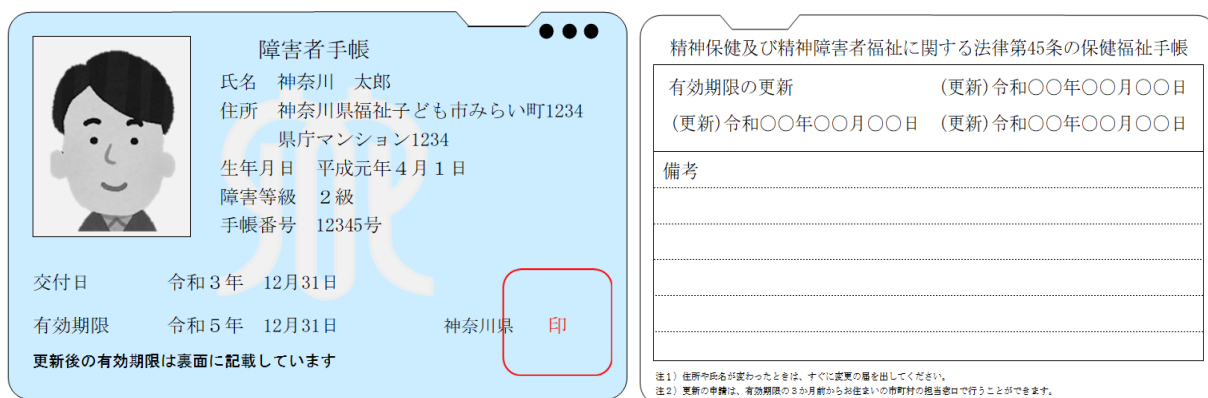 障害者手帳
氏名　神奈川　太郎
住所　神奈川県福祉子ども市みらい町1234
県庁マンション1234
生年月日　平成元年４月１日
障害等級　２級
手帳番号　12345号
交付日　令和３年　12月31日
有効期限　令和５年　12月31日　神奈川県　印
更新後の有効期限は裏面に記載しています
精神保健及び精神障害者福祉に関する法律第45条の保健福祉手帳
有効期限の更新　(更新)令和〇〇年〇〇月〇〇日
(更新)令和〇〇年〇〇月〇〇日　(更新)令和〇〇年〇〇月〇〇日
備考
注１）住所や氏名が変わったときは、すぐに変更の届を出してください。
注２）更新の申請は、有効期限の３か月前からお住まいの市町村の担当窓口で行うことができます。